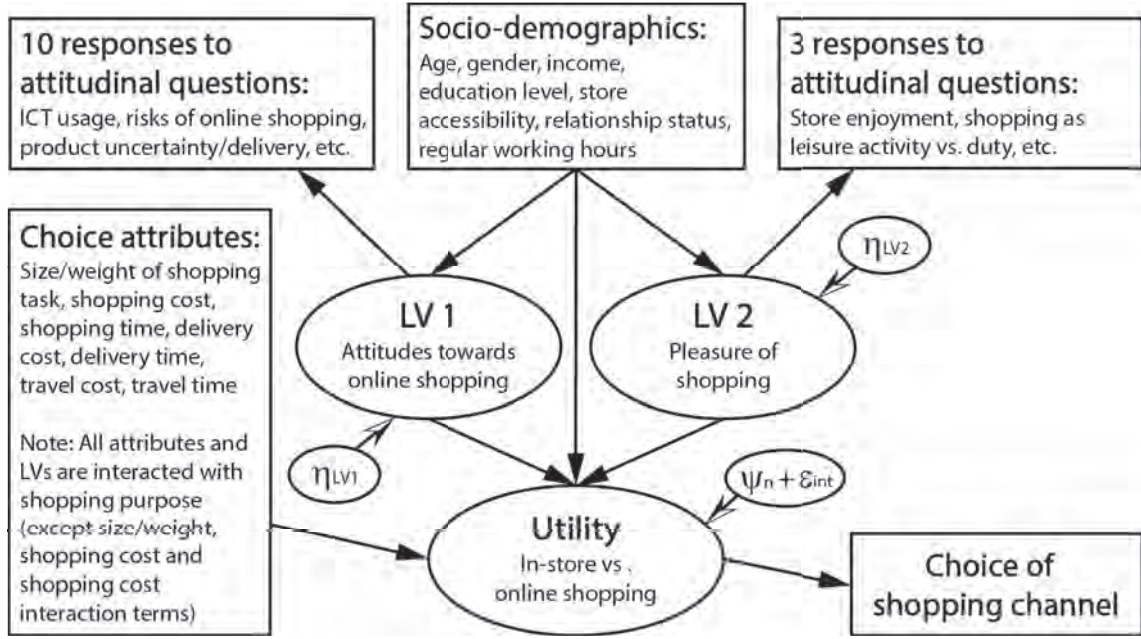 10 responses to
attitudinal questions:
ICT usage, risks of online shopping,
product uncertainty/delivery, etc.
Socio-demographics:
Age, gender, income,
education level, store
accessibility, relationship status,
regular working hours
3 responses to
attitudinal questions:
Store enjoyment, shopping as
leisure activity vs. duty, etc.
Choice attributes:
Size/weight of shopping
task, shopping cost,
shopping time, delivery
cost, delivery time,
travel cost, travel time
Note: All attributes and
LVs are interacted with
shopping purpose
(except size/weight,
shopping cost and
shopping cost
interaction terms)
LV 1
Attitudes towards
online shopping
LV 2
Pleasure of
shopping
ηLV2
ηLV1
ψn + εint
Utility
In-store vs.
online shopping
Choice of
shopping channel